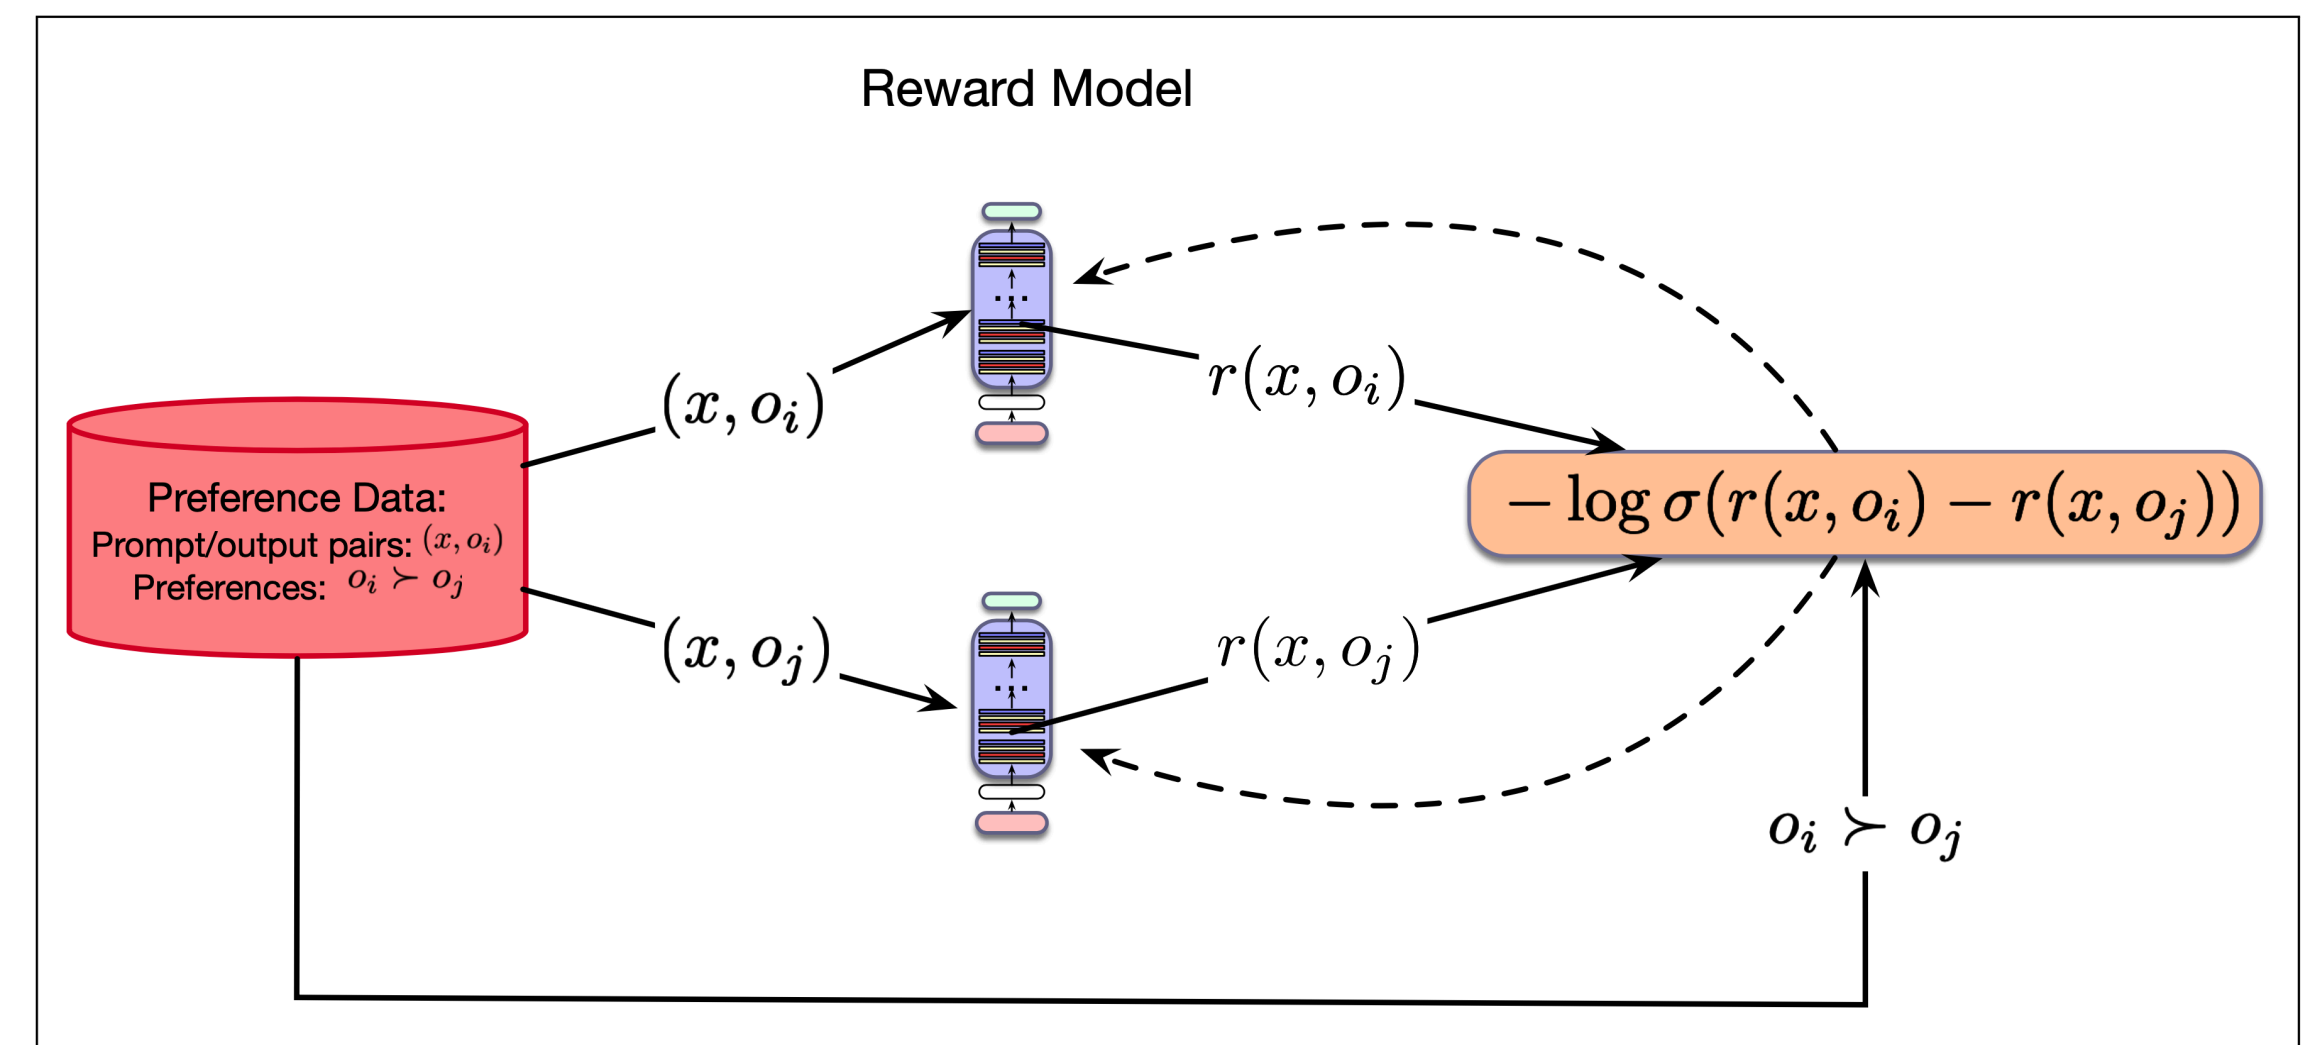 Reward Model
(x, o_i)
r(x, o_i)
− log σ(r(x, o_i) − r(x, o_j))
Preference Data:
Prompt/output pairs: (x, o_i)
Preferences: o_i ≻ o_j
(x, o_j)
r(x, o_j)
o_i ≻ o_j